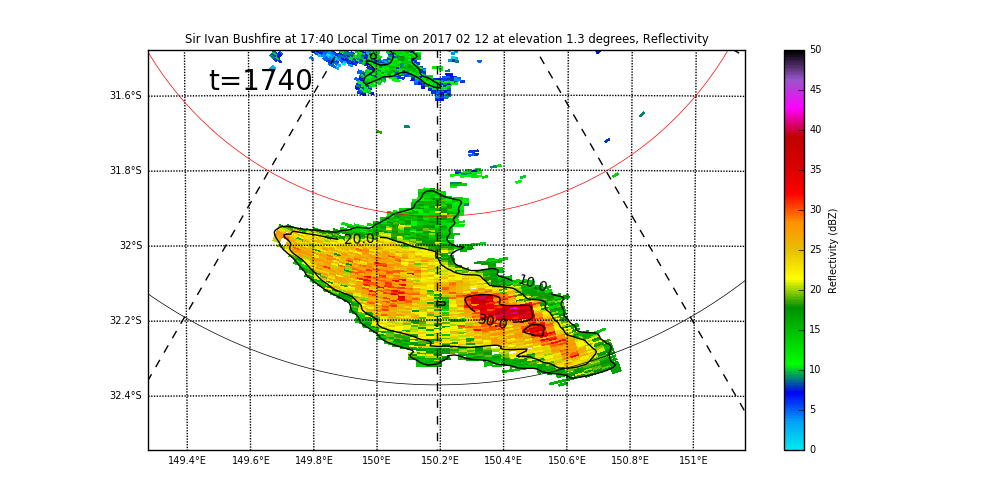 Sir Ivan Bushfire at 17:40 Local Time on 2017 02 12 at elevation 1.3 degrees, Reflectivity
t=1740
31.6°S
31.8°S
32°S
32.2°S
32.4°S
149.4°E 149.6°E 149.8°E 150°E 150.2°E 150.4°E 150.6°E 150.8°E 151°E
20.0
10.0
30.0
50
45
40
35
30
25
20
15
10
5
0
Reflectivity (dBZ)